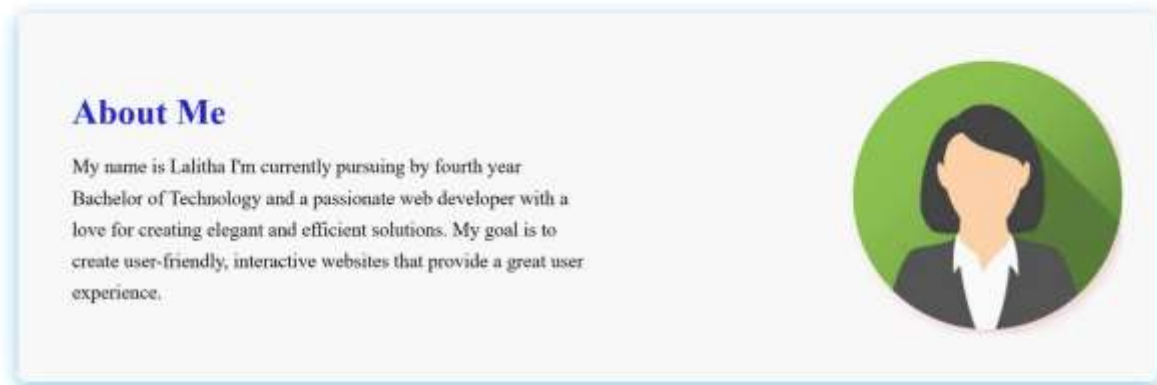 About Me
My name is Lalitha I'm currently pursuing by fourth year
Bachelor of Technology and a passionate web developer with a
love for creating elegant and efficient solutions. My goal is to
create user-friendly, interactive websites that provide a great user
experience.